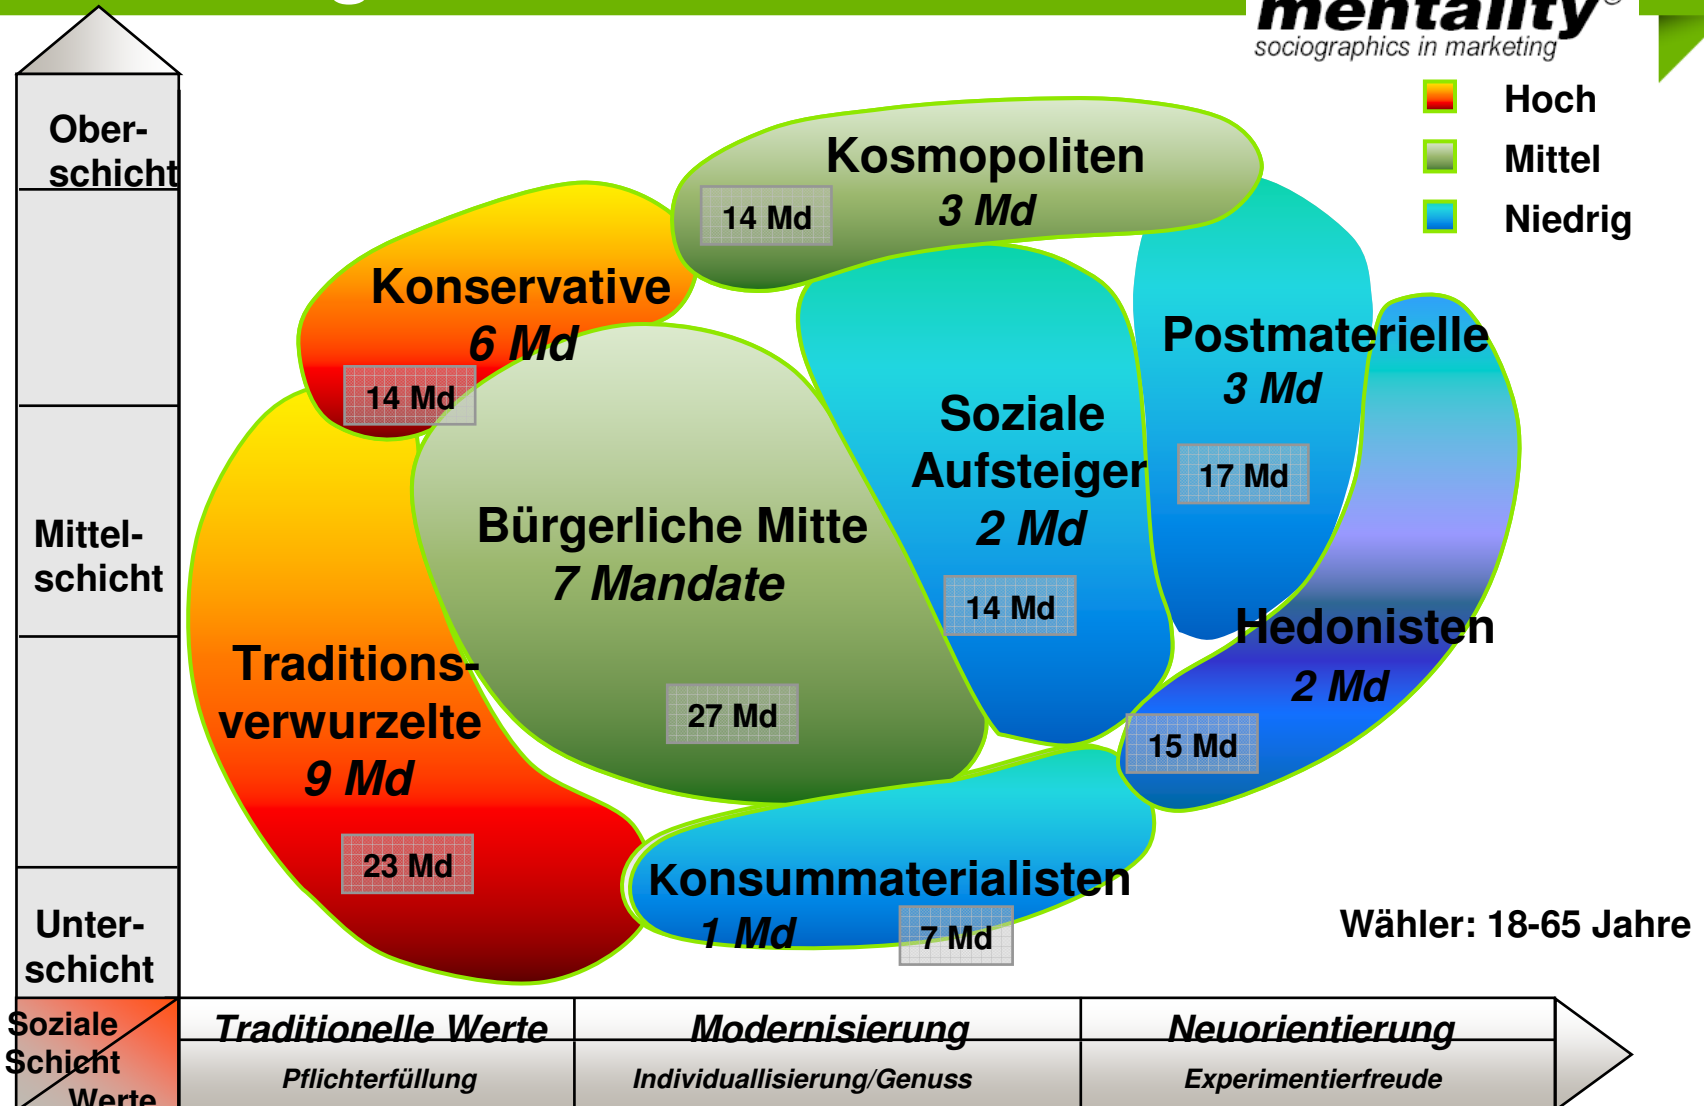 mentality®
sociographics in marketing
Hoch
Mittel
Niedrig
Ober-
schicht
Mittel-
schicht
Unter-
schicht
Kosmopoliten
3 Md
14 Md
Konservative
6 Md
14 Md
Postmaterielle
3 Md
17 Md
Soziale
Aufsteiger
2 Md
14 Md
Bürgerliche Mitte
7 Mandate
27 Md
Hedonisten
2 Md
15 Md
Traditions-
verwurzelte
9 Md
23 Md
Konsummaterialisten
1 Md
7 Md
Wähler: 18-65 Jahre
Soziale
Schicht
Werte
Traditionelle Werte
Modernisierung
Neuorientierung
Pflichterfüllung
Individuallisierung/Genuss
Experimentierfreude